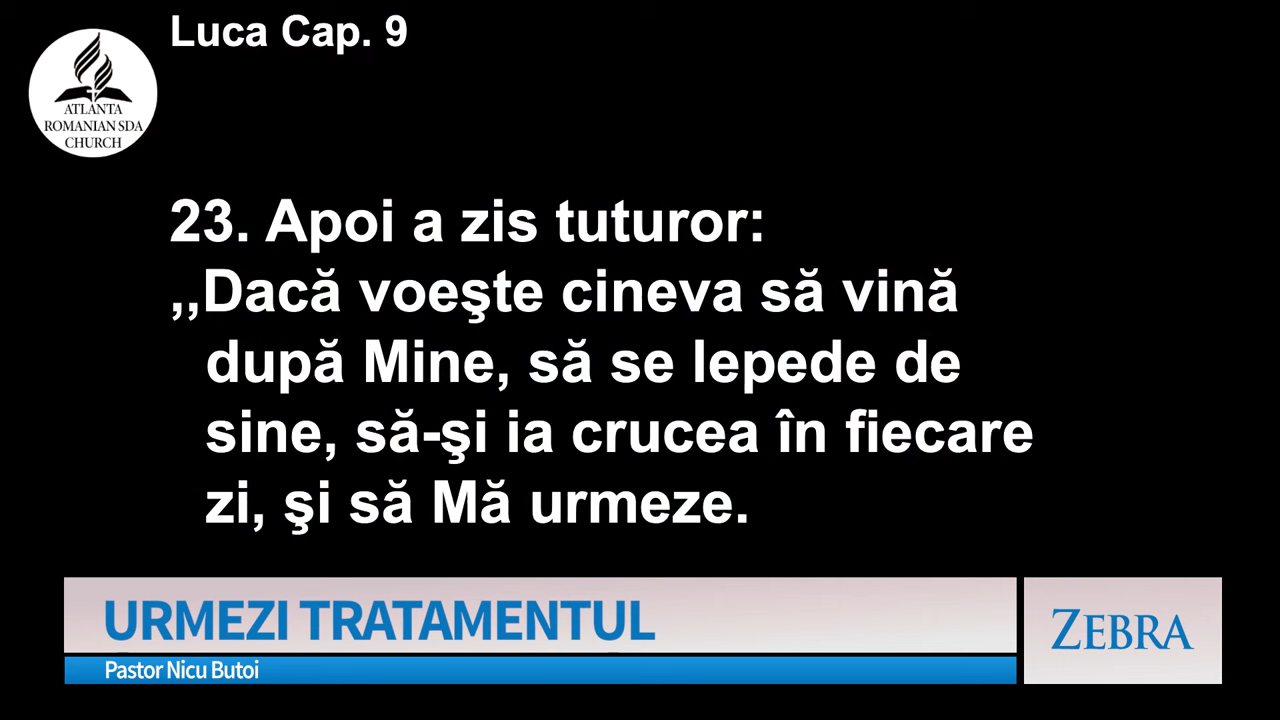 Luca Cap. 9
ATLANTA
ROMANIAN SDA
CHURCH
23. Apoi a zis tuturor:
,,Dacă voeşte cineva să vină
după Mine, să se lepede de
sine, să-şi ia crucea în fiecare
zi, şi să Mă urmeze.
URMEZI TRATAMENTUL
Pastor Nicu Butoi
ZEBRA